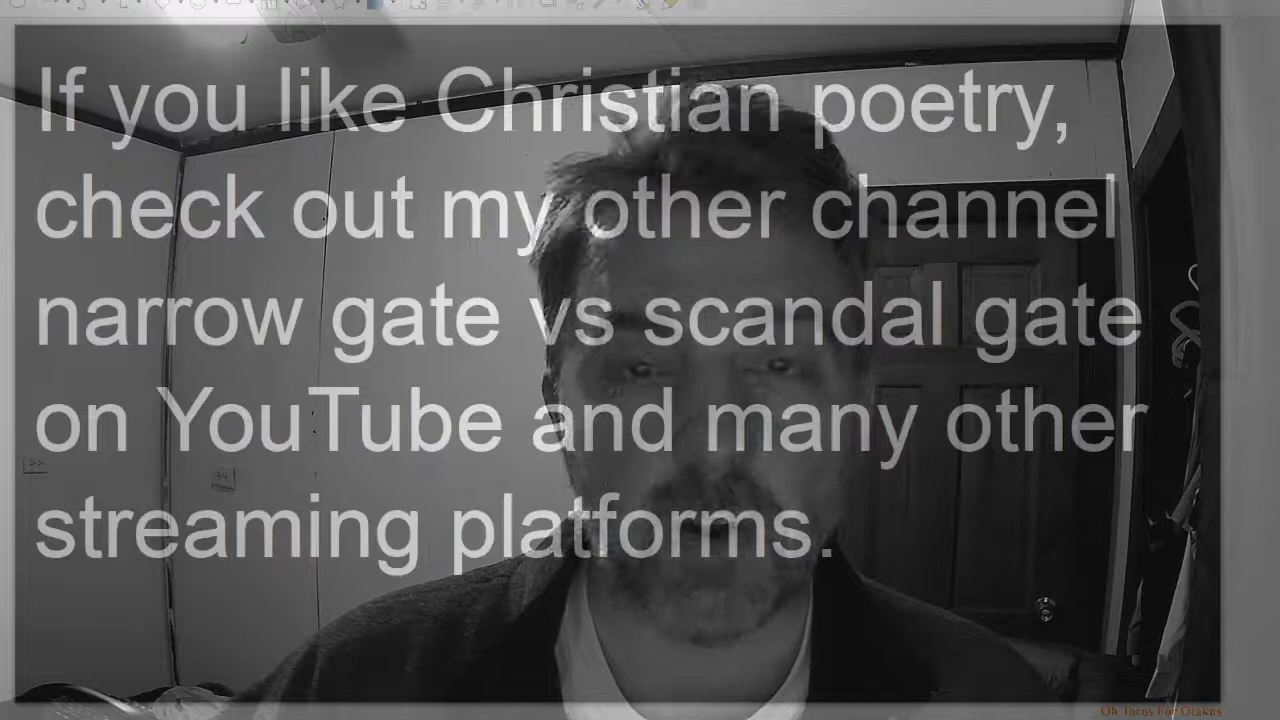 If you like Christian poetry,
check out my other channel
narrow gate vs scandal gate
on YouTube and many other
streaming platforms.
Oh Tacos For Otakus